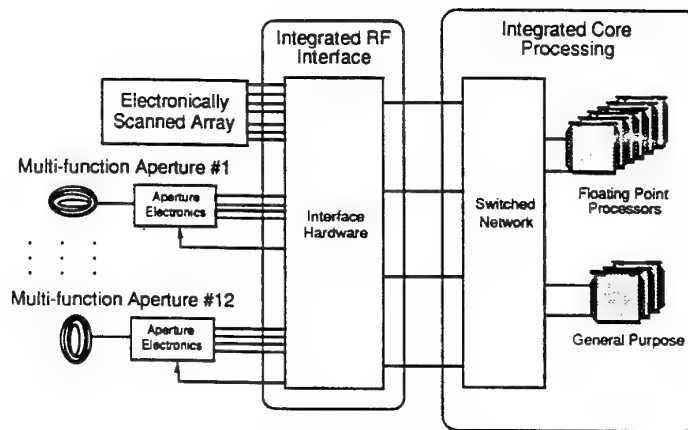 Integrated RF
Interface
Integrated Core
Processing
Electronically
Scanned Array
Multi-function Aperture #1
Aperture
Electronics
Interface
Hardware
Switched
Network
Floating Point
Processors
Multi-function Aperture #12
Aperture
Electronics
General Purpose